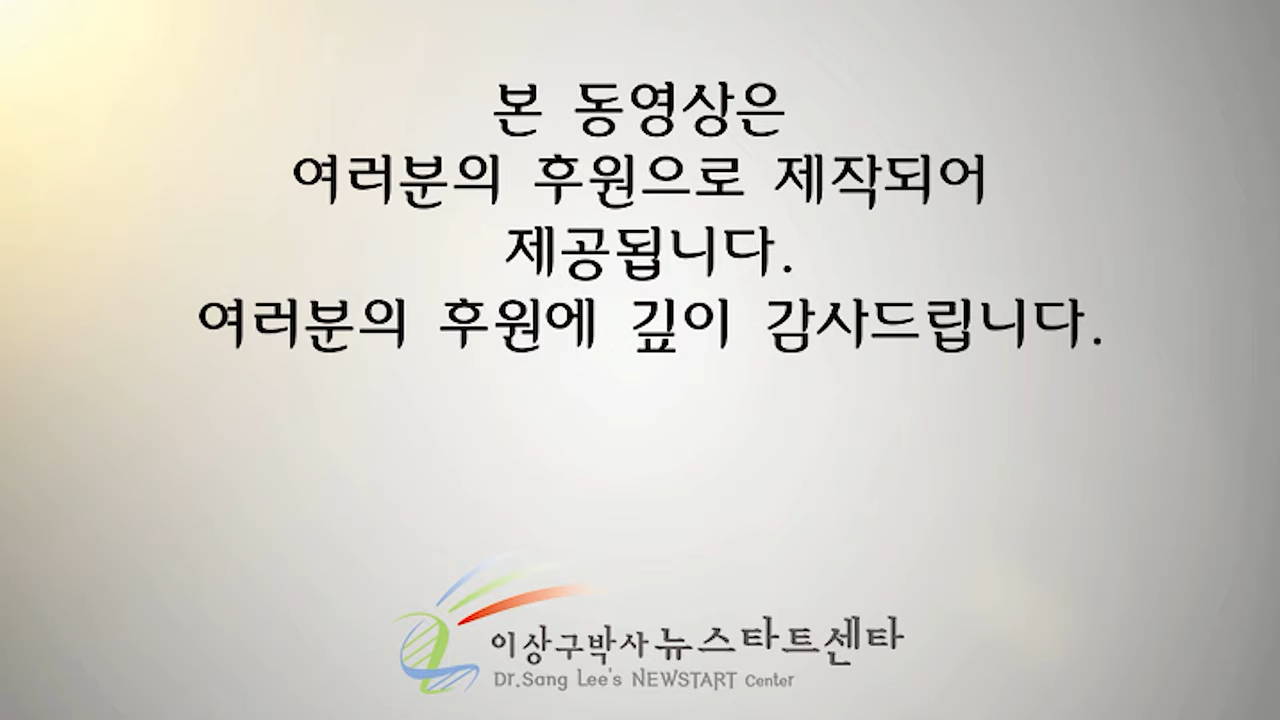 본 동영상은
여러분의 후원으로 제작되어
제공됩니다.
여러분의 후원에 깊이 감사드립니다.
이상구박사 뉴스타트센타
Dr.Sang Lee's NEWSTART Center